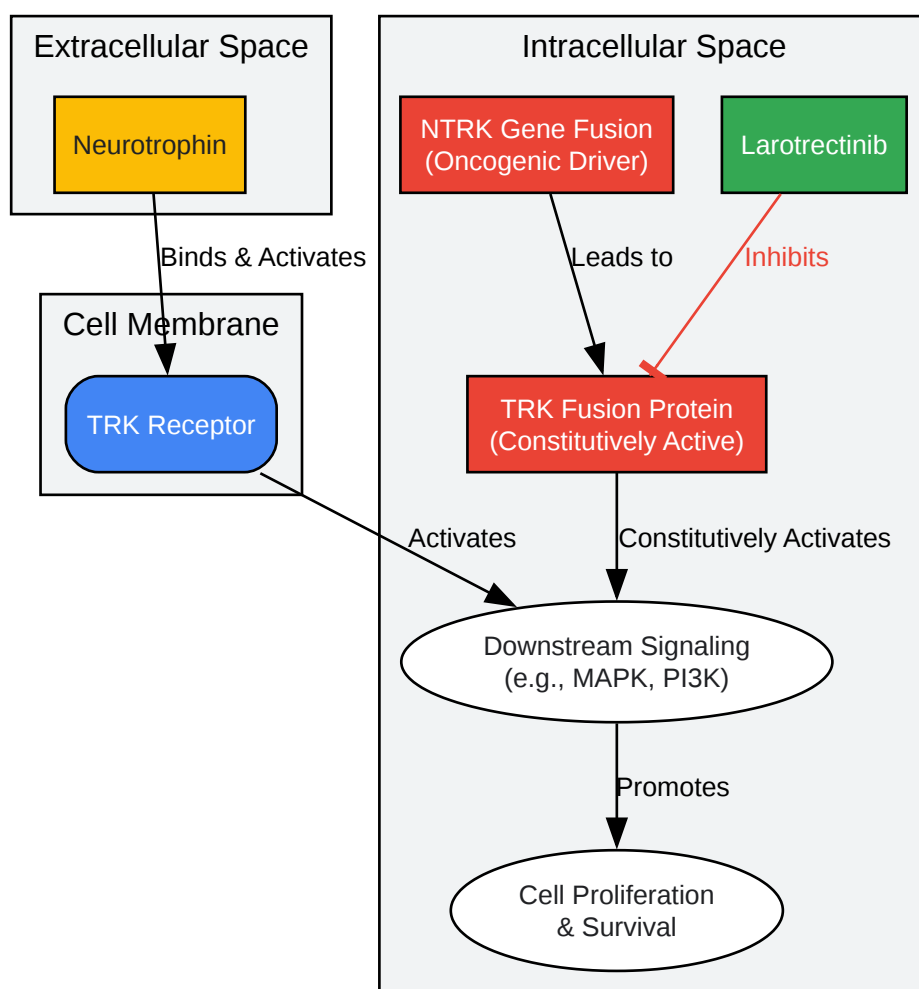 Extracellular Space
Intracellular Space
Neurotrophin
NTRK Gene Fusion
(Oncogenic Driver)
Larotrectinib
Binds & Activates
Leads to
Inhibits
Cell Membrane
TRK Receptor
TRK Fusion Protein
(Constitutively Active)
Activates
Constitutively Activates
Downstream Signaling
(e.g., MAPK, PI3K)
Promotes
Cell Proliferation
& Survival